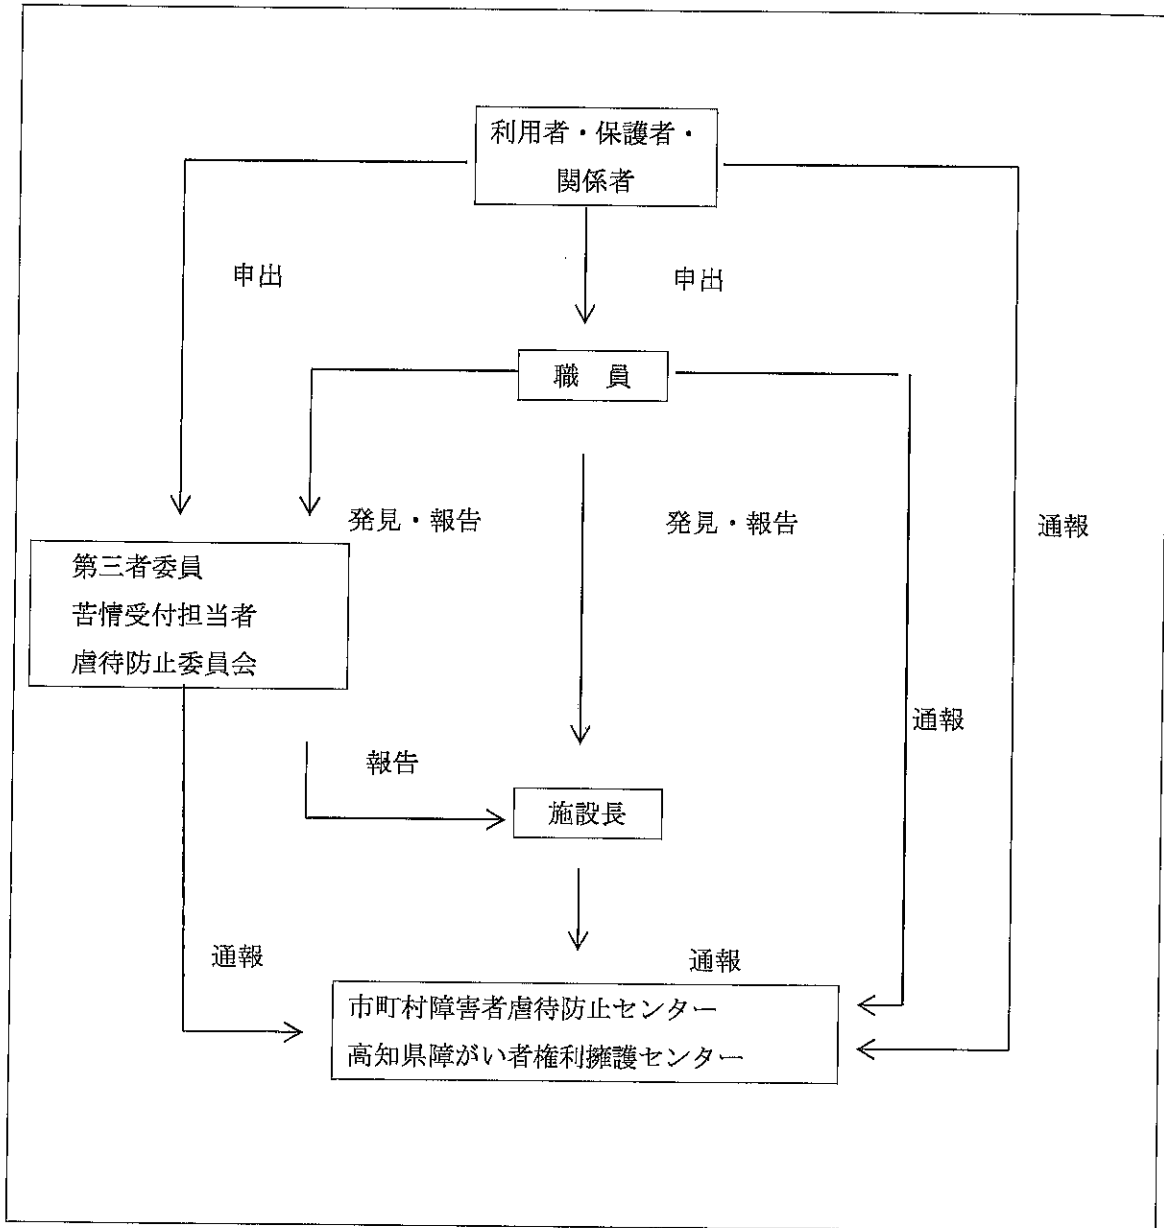 利用者・保護者・
関係者
申出
申出
職　員
発見・報告
発見・報告
通報
第三者委員
苦情受付担当者
虐待防止委員会
通報
報告
施設長
通報
通報
市町村障害者虐待防止センター
高知県障がい者権利擁護センター